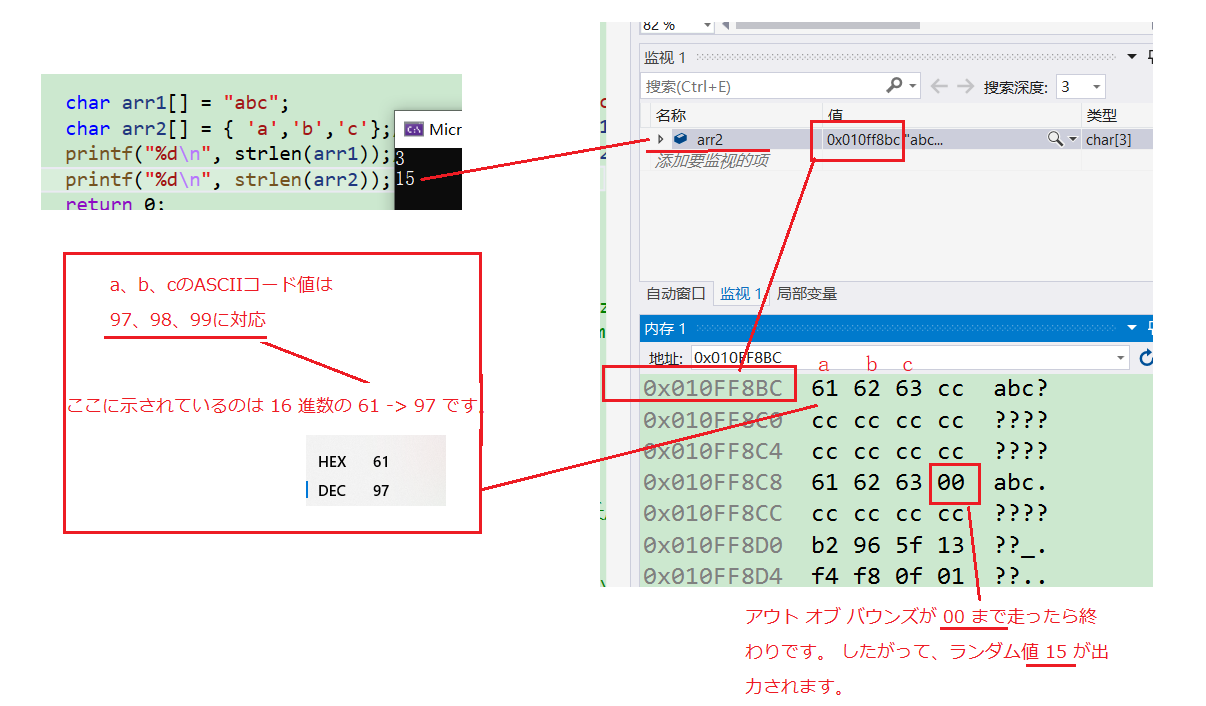 char arr1[] = "abc";
char arr2[] = { 'a','b','c'};
printf("%d\n", strlen(arr1));
printf("%d\n", strlen(arr2));
return 0;
C:\ Micr
3
15
a、b、cのASCIIコード値は
97、98、99に対応
ここに示されているのは 16 進数の 61 -> 97 です。
HEX 61
DEC 97
82 %
监视 1
搜索(Ctrl+E)
搜索深度: 3
名称 值 类型
arr2 0x010ff8bc "abc... char[3]
添加要监视的项
自动窗口 监视 1 局部变量
内存 1
地址: 0x010FF8BC
a b c
0x010FF8BC 61 62 63 cc abc?
0x010FF8C0 cc cc cc cc ????
0x010FF8C4 cc cc cc cc ????
0x010FF8C8 61 62 63 00 abc.
0x010FF8CC cc cc cc cc ????
0x010FF8D0 b2 96 5f 13 ??_.
0x010FF8D4 f4 f8 0f 01 ??..
アウト オブ バウンズが 00 まで走ったら終
わりです。 したがって、ランダム値 15 が出
力されます。